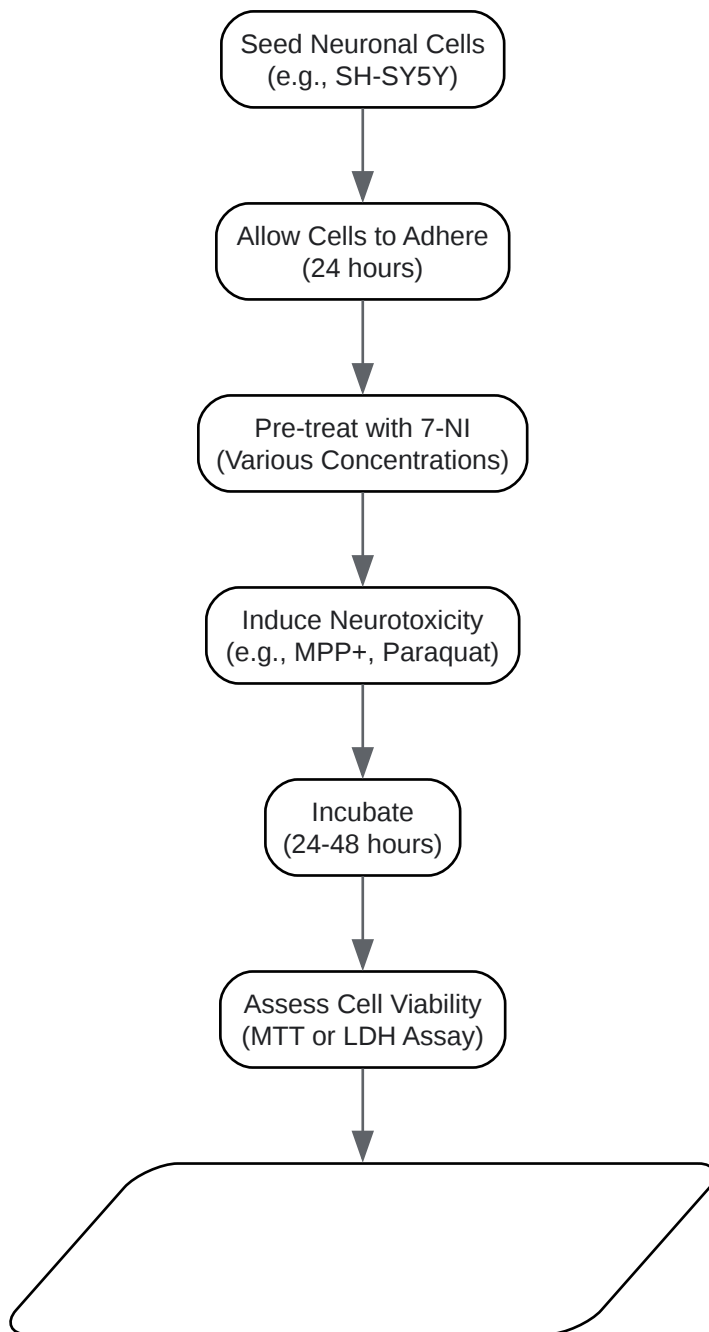 Seed Neuronal Cells
(e.g., SH-SY5Y)
Allow Cells to Adhere
(24 hours)
Pre-treat with 7-NI
(Various Concentrations)
Induce Neurotoxicity
(e.g., MPP+, Paraquat)
Incubate
(24-48 hours)
Assess Cell Viability
(MTT or LDH Assay)